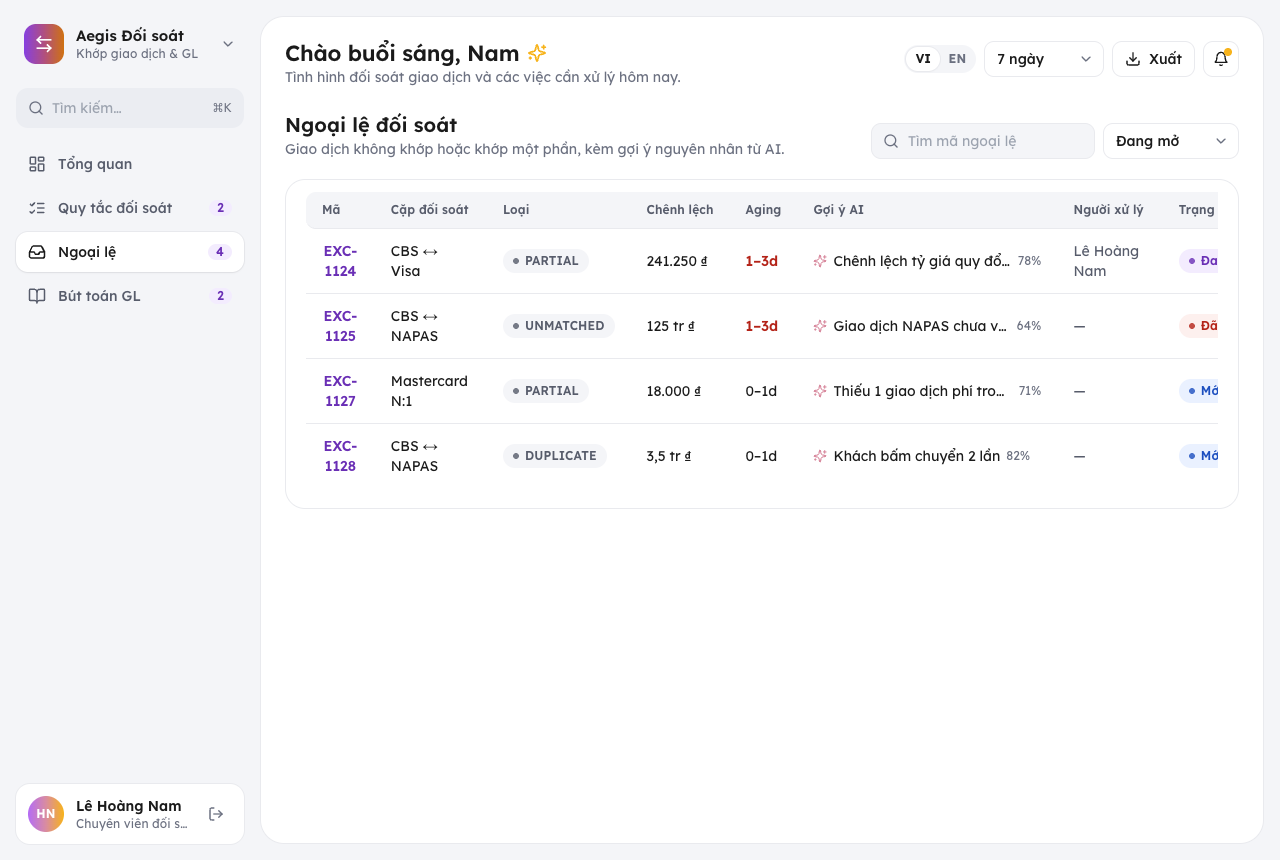 Aegis Đối soát
Khớp giao dịch & GL
Tìm kiếm...
⌘K
Tổng quan
Quy tắc đối soát 2
Ngoại lệ 4
Bút toán GL 2
Lê Hoàng Nam
Chuyên viên đối s...
HN
Chào buổi sáng, Nam
Tình hình đối soát giao dịch và các việc cần xử lý hôm nay.
VI EN
7 ngày
Xuất
Ngoại lệ đối soát
Giao dịch không khớp hoặc khớp một phần, kèm gợi ý nguyên nhân từ AI.
Tìm mã ngoại lệ
Đang mở
Mã Cặp đối soát Loại Chênh lệch Aging Gợi ý AI Người xử lý Trạng
EXC-1124 CBS ↔ Visa PARTIAL 241.250 ₫ 1–3d Chênh lệch tỷ giá quy đổ... 78% Lê Hoàng Nam Đa
EXC-1125 CBS ↔ NAPAS UNMATCHED 125 tr ₫ 1–3d Giao dịch NAPAS chưa v... 64% — Đã
EXC-1127 Mastercard N:1 PARTIAL 18.000 ₫ 0–1d Thiếu 1 giao dịch phí tro... 71% — Mớ
EXC-1128 CBS ↔ NAPAS DUPLICATE 3,5 tr ₫ 0–1d Khách bấm chuyển 2 lần 82% — Mớ